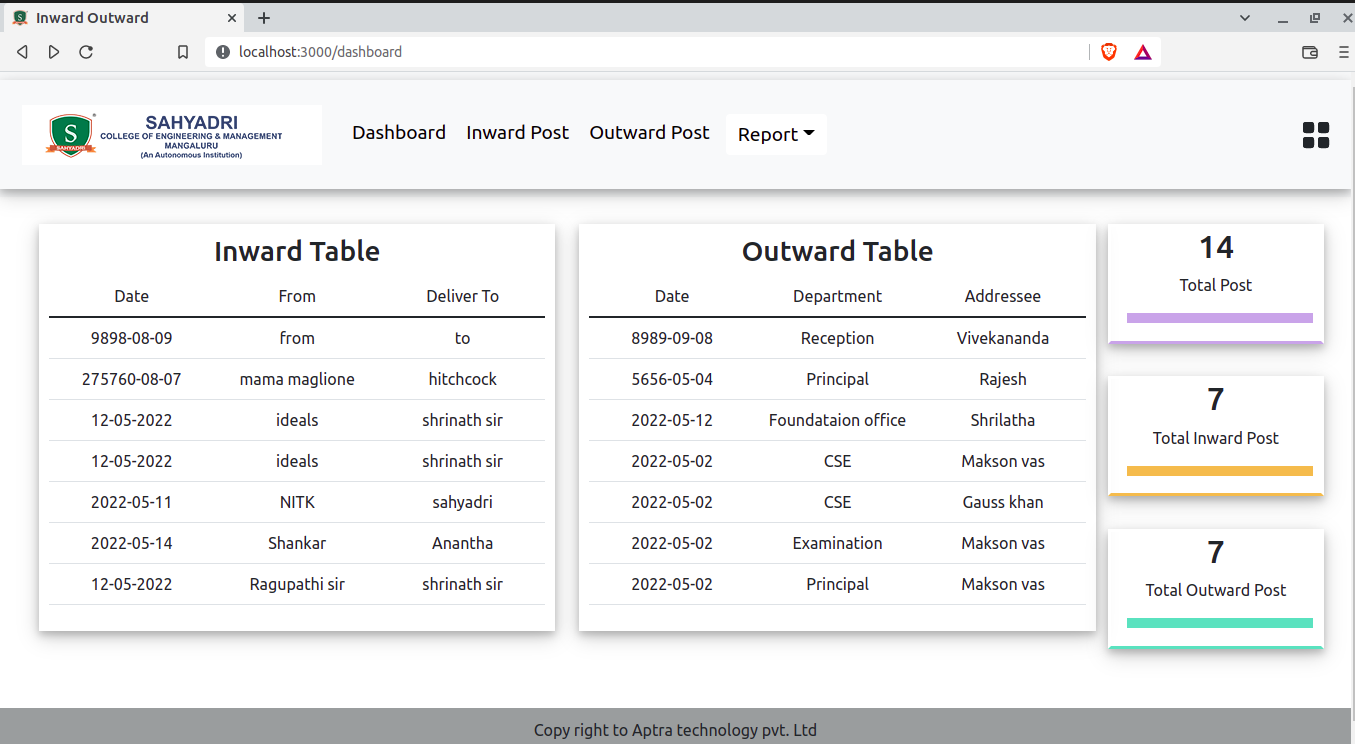 Inward Outward
localhost:3000/dashboard
S
SAHYADRI
SAHYADRI
COLLEGE OF ENGINEERING & MANAGEMENT
MANGALURU
(An Autonomous Institution)
Dashboard Inward Post Outward Post Report
Inward Table
Date From Deliver To
9898-08-09 from to
275760-08-07 mama maglione hitchcock
12-05-2022 ideals shrinath sir
12-05-2022 ideals shrinath sir
2022-05-11 NITK sahyadri
2022-05-14 Shankar Anantha
12-05-2022 Ragupathi sir shrinath sir
Outward Table
Date Department Addressee
8989-09-08 Reception Vivekananda
5656-05-04 Principal Rajesh
2022-05-12 Foundataion office Shrilatha
2022-05-02 CSE Makson vas
2022-05-02 CSE Gauss khan
2022-05-02 Examination Makson vas
2022-05-02 Principal Makson vas
14
Total Post
7
Total Inward Post
7
Total Outward Post
Copy right to Aptra technology pvt. Ltd